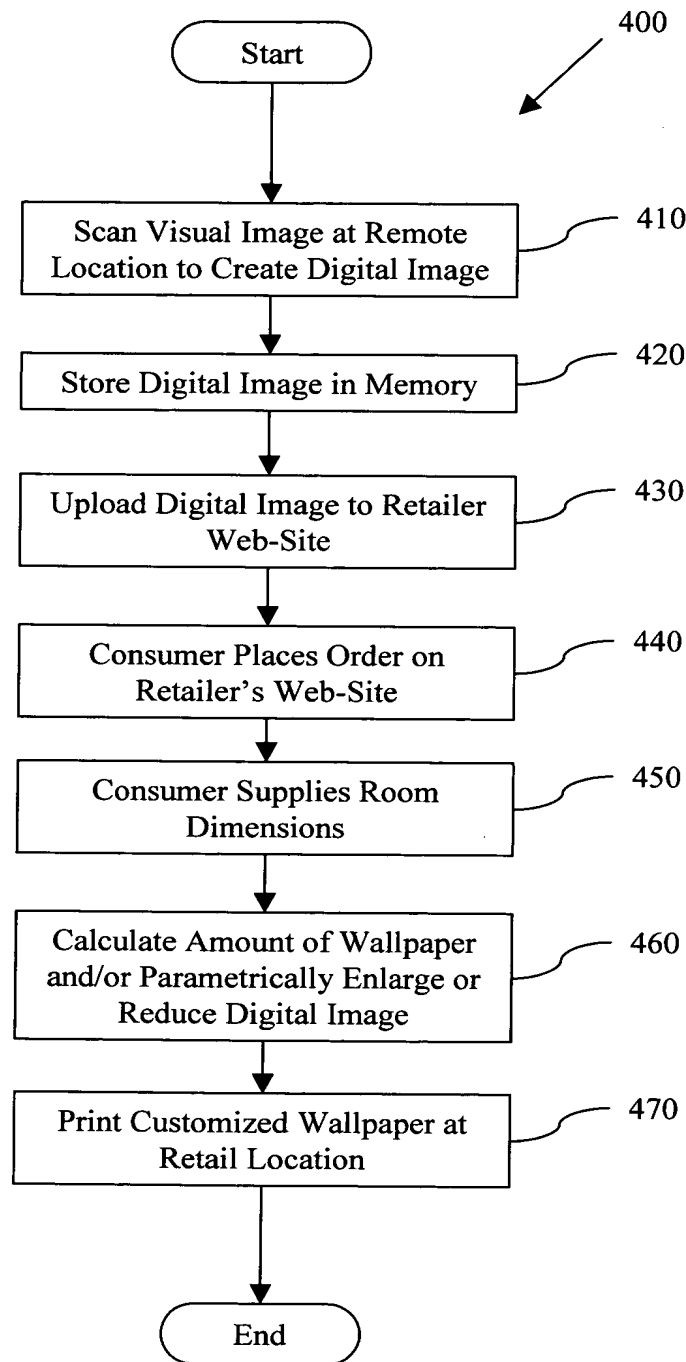 400
Start
Scan Visual Image at Remote
Location to Create Digital Image
410
Store Digital Image in Memory
420
Upload Digital Image to Retailer
Web-Site
430
Consumer Places Order on
Retailer's Web-Site
440
Consumer Supplies Room
Dimensions
450
Calculate Amount of Wallpaper
and/or Parametrically Enlarge or
Reduce Digital Image
460
Print Customized Wallpaper at
Retail Location
470
End